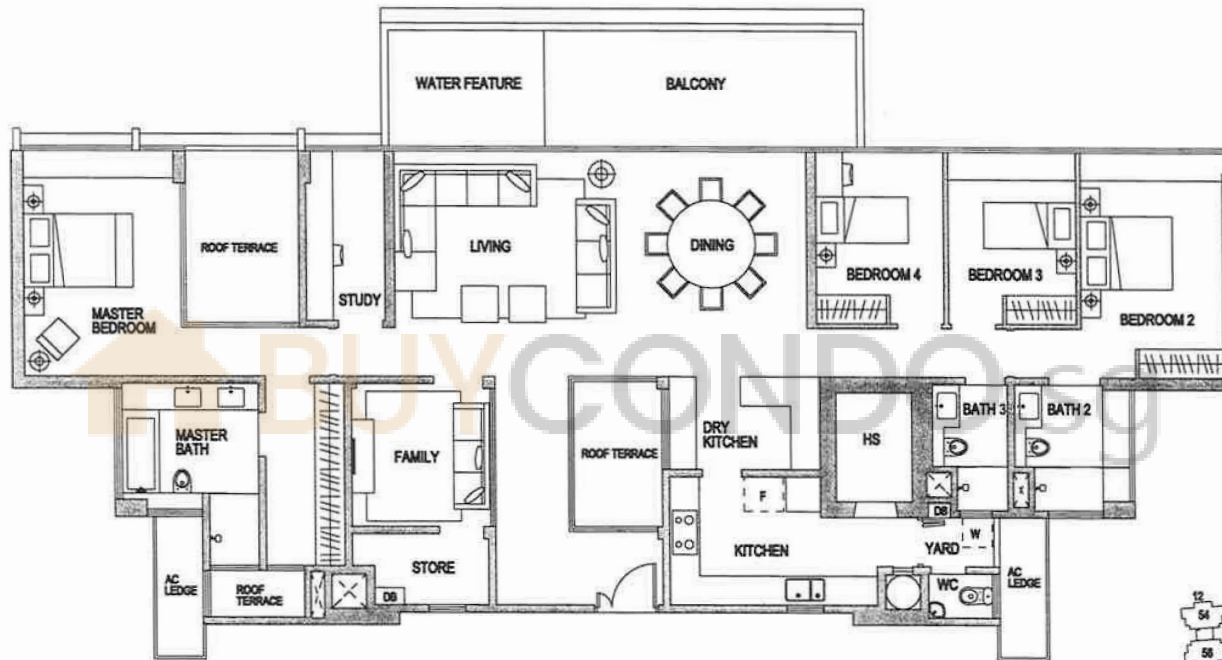 WATER FEATURE
BALCONY
ROOF TERRACE
LIVING
DINING
STUDY
BEDROOM 4
BEDROOM 3
MASTER
BEDROOM
BEDROOM 2
BUYCONDO.sg
MASTER
BATH
FAMILY
ROOF TERRACE
DRY
KITCHEN
HS
BATH 3
BATH 2
F
DB
KITCHEN
YARD
W
STORE
AC
LEDGE
ROOF
TERRACE
DB
WC
AC
LEDGE
12
54
56